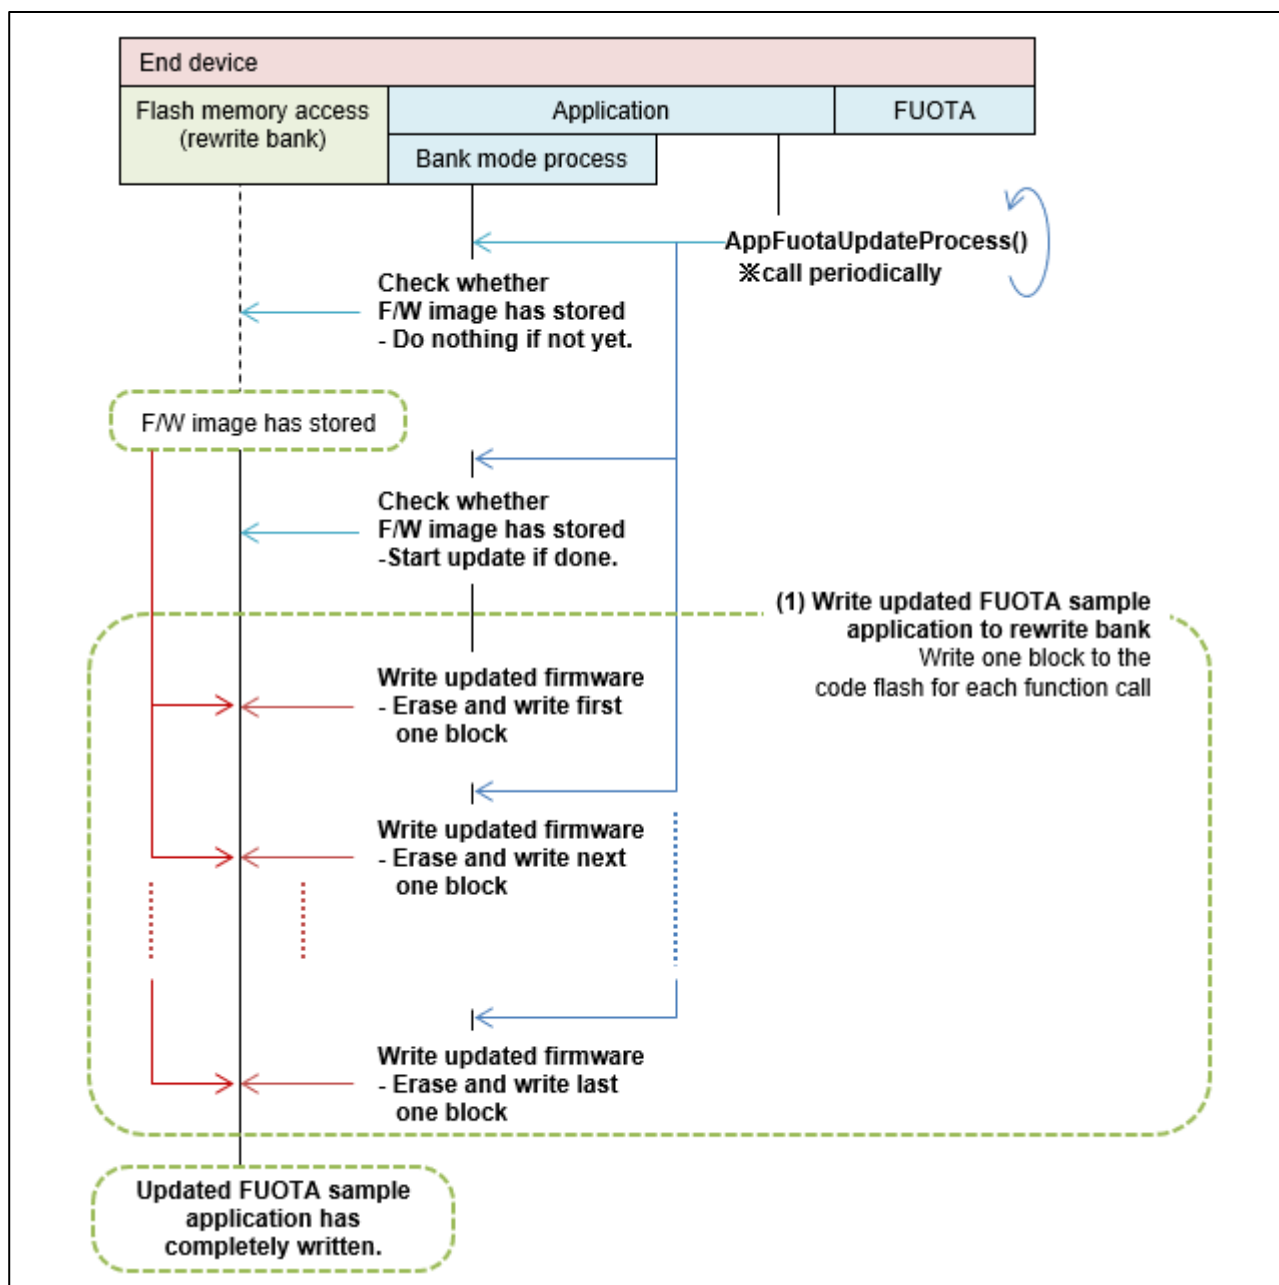 End device
Flash memory access
(rewrite bank)
Application
FUOTA
Bank mode process
AppFuotaUpdateProcess()
※call periodically
Check whether
F/W image has stored
- Do nothing if not yet.
F/W image has stored
Check whether
F/W image has stored
-Start update if done.
(1) Write updated FUOTA sample
application to rewrite bank
Write one block to the
code flash for each function call
Write updated firmware
- Erase and write first
one block
Write updated firmware
- Erase and write next
one block
Write updated firmware
- Erase and write last
one block
Updated FUOTA sample
application has
completely written.